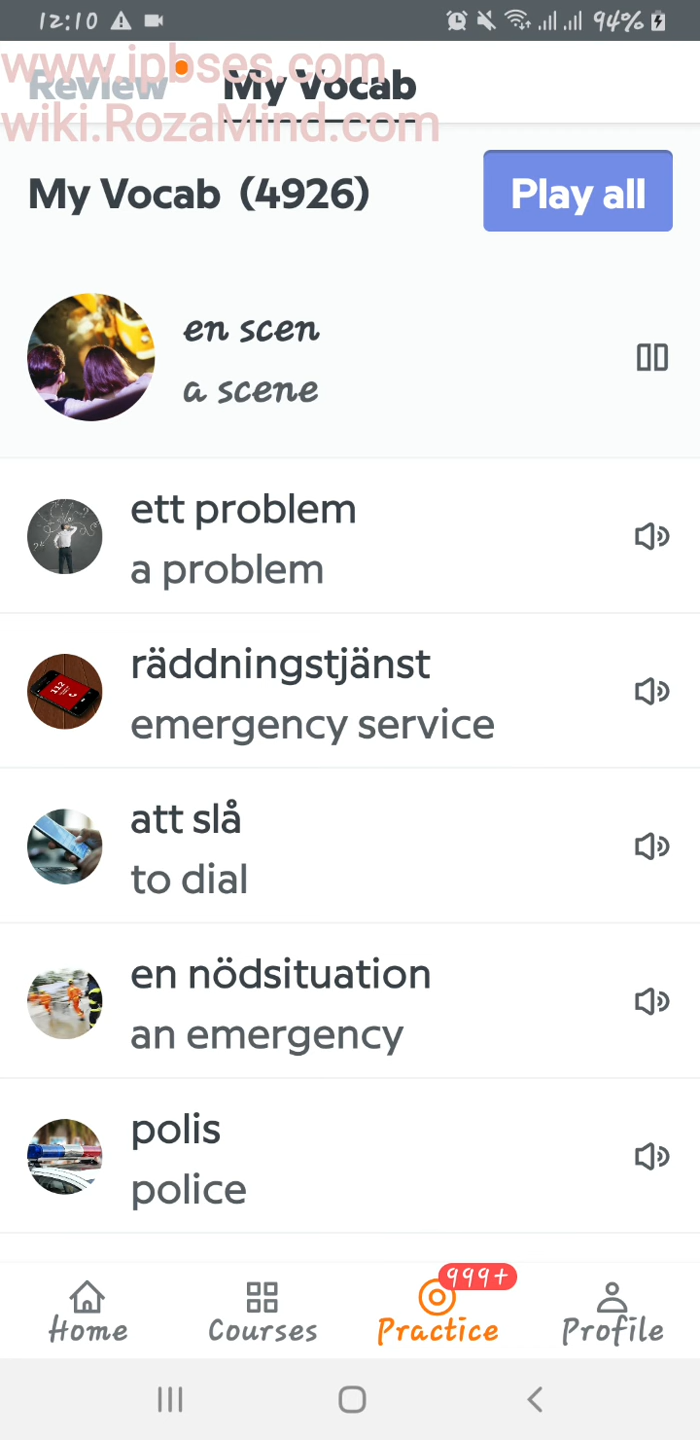 12:10 94%
www.ipbses.com
Review My Vocab
wiki.RozaMind.com
My Vocab (4926) Play all
en scen
a scene
ett problem
a problem
räddningstjänst
emergency service
att slå
to dial
en nödsituation
an emergency
polis
police
999+
Home Courses Practice Profile